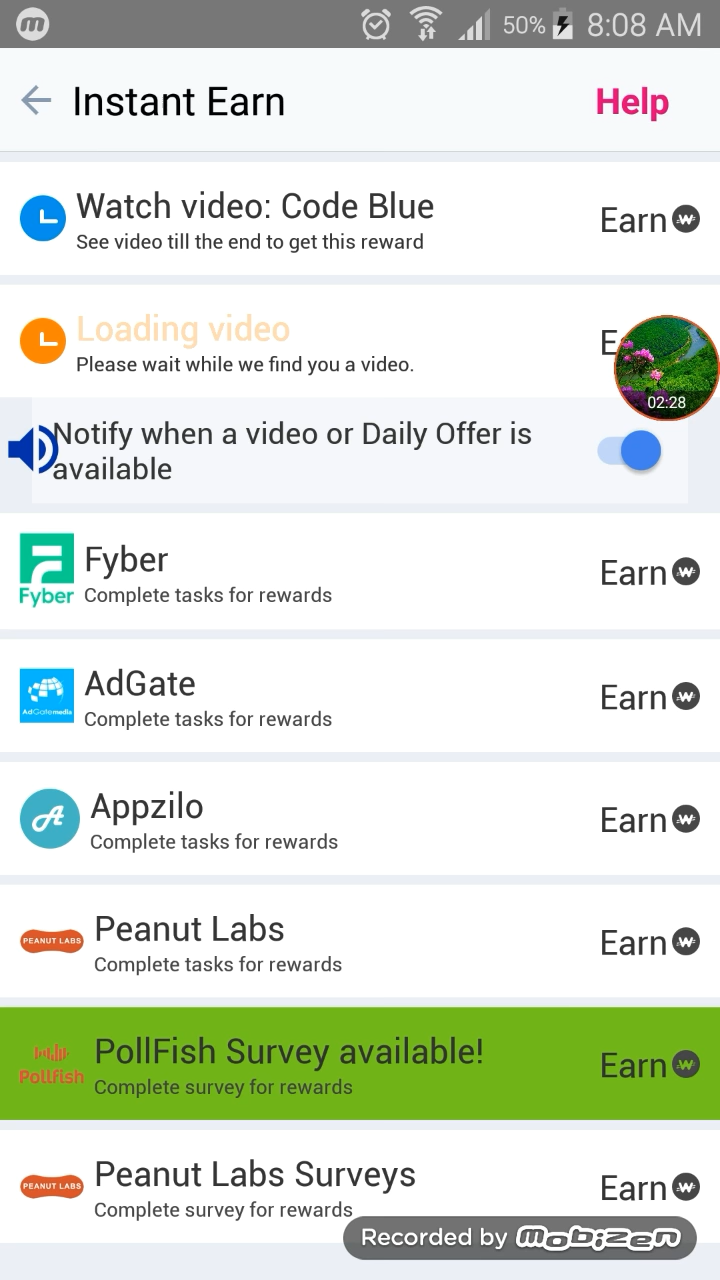 m 50% 8:08 AM
Instant Earn Help
Watch video: Code Blue
See video till the end to get this reward
Earn W
Loading video
Please wait while we find you a video.
E
02:28
Notify when a video or Daily Offer is
available
Fyber
Fyber
Complete tasks for rewards
Earn W
AdGate
AdGatemedia
Complete tasks for rewards
Earn W
A
Appzilo
Complete tasks for rewards
Earn W
PEANUT LABS
Peanut Labs
Complete tasks for rewards
Earn W
Pollfish
PollFish Survey available!
Complete survey for rewards
Earn W
PEANUT LABS
Peanut Labs Surveys
Complete survey for rewards
Earn W
Recorded by mobizen